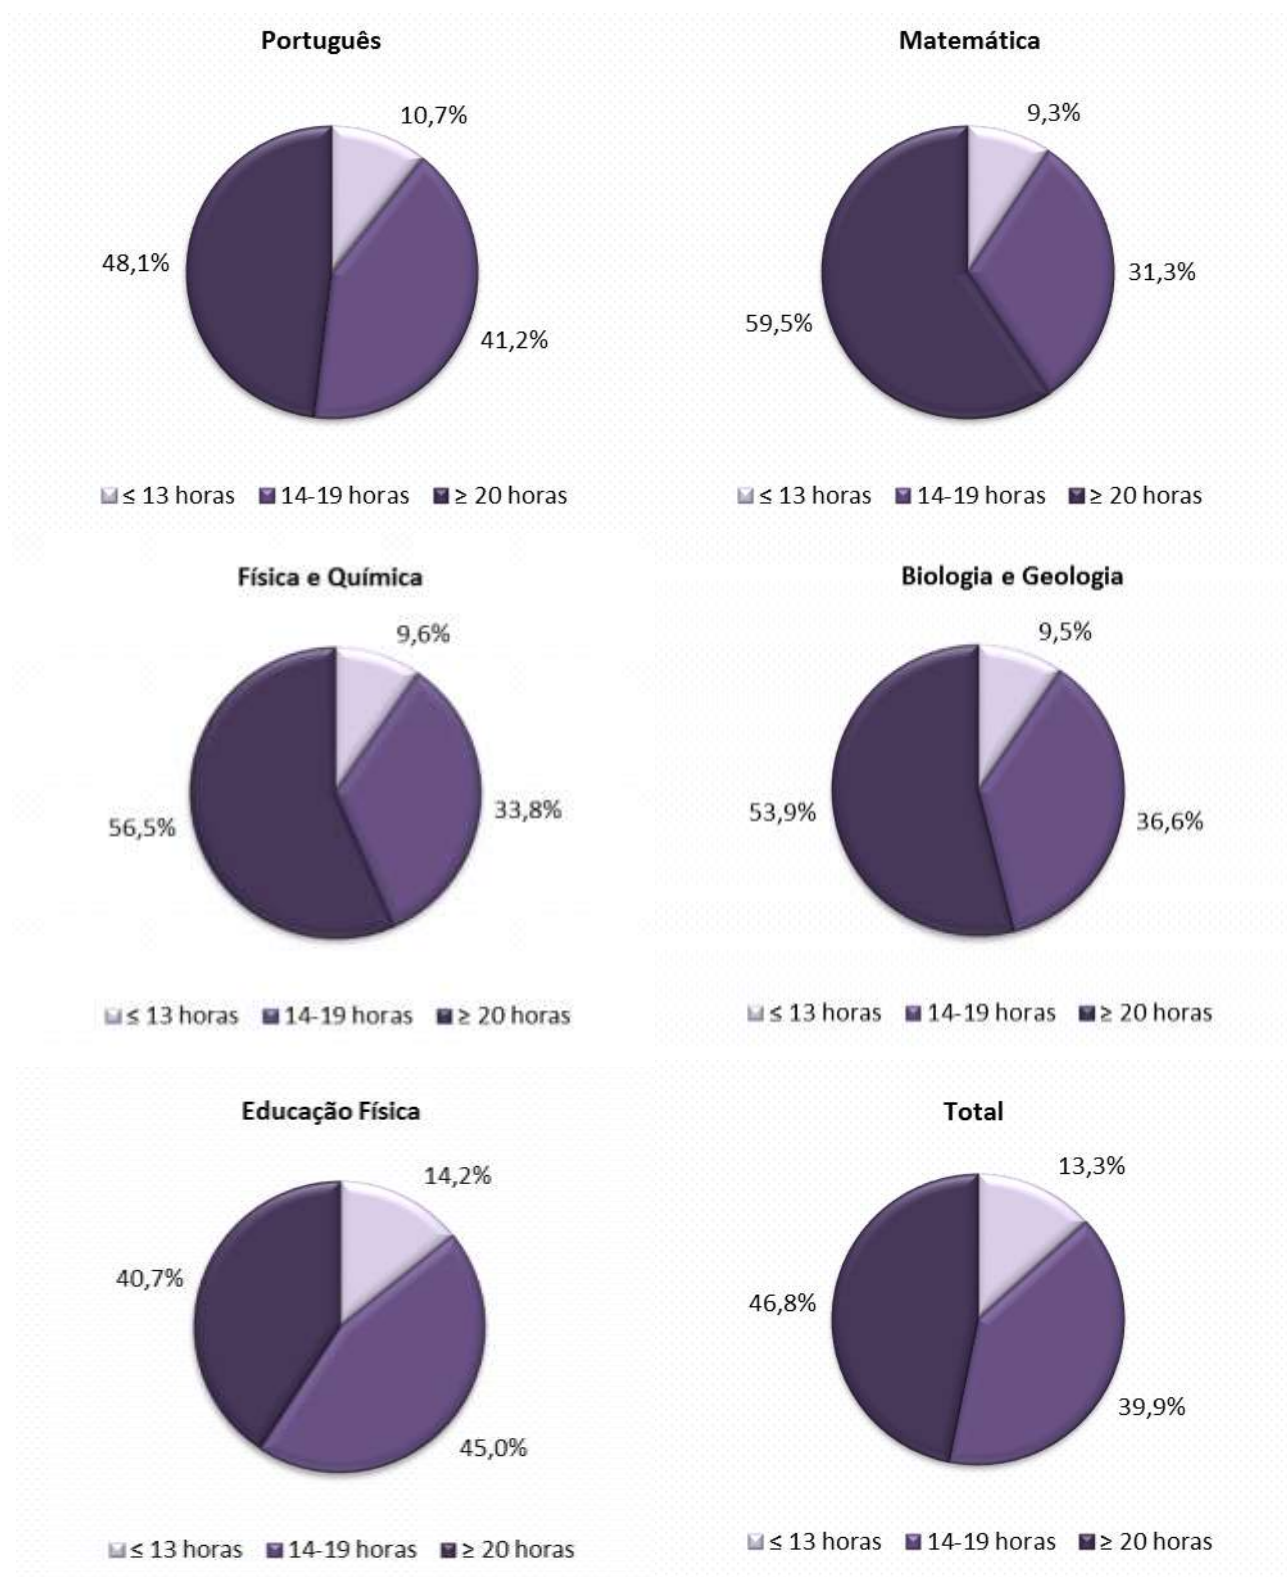 Português
10,7%
48,1%
41,2%
≤ 13 horas 14-19 horas ≥ 20 horas
Matemática
9,3%
31,3%
59,5%
≤ 13 horas 14-19 horas ≥ 20 horas
Física e Química
9,6%
33,8%
56,5%
≤ 13 horas 14-19 horas ≥ 20 horas
Biologia e Geologia
9,5%
53,9%
36,6%
≤ 13 horas 14-19 horas ≥ 20 horas
Educação Física
14,2%
40,7%
45,0%
≤ 13 horas 14-19 horas ≥ 20 horas
Total
13,3%
46,8%
39,9%
≤ 13 horas 14-19 horas ≥ 20 horas